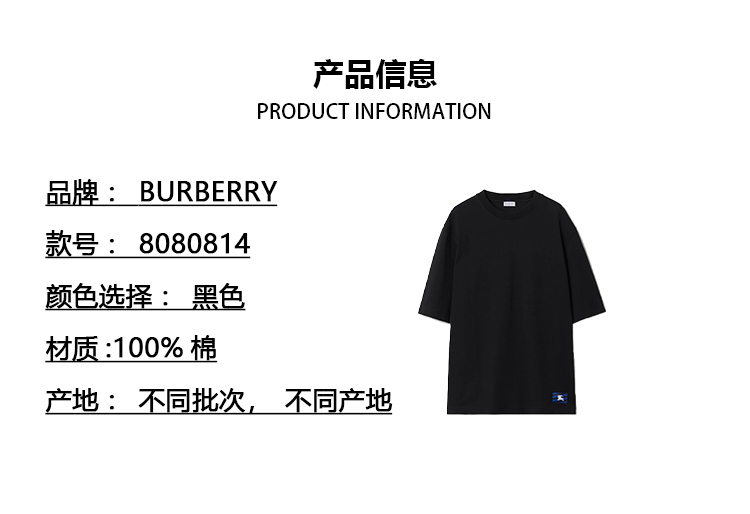 产品信息
PRODUCT INFORMATION
品牌： BURBERRY
款号： 8080814
颜色选择： 黑色
材质:100% 棉
产地： 不同批次， 不同产地